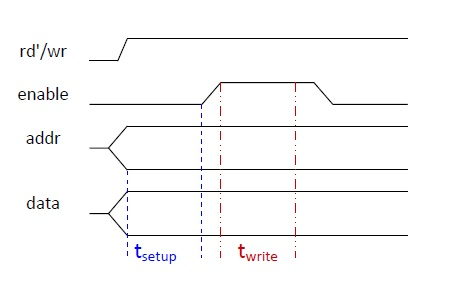 rd'/wr
enable
addr
data
tsetup twrite